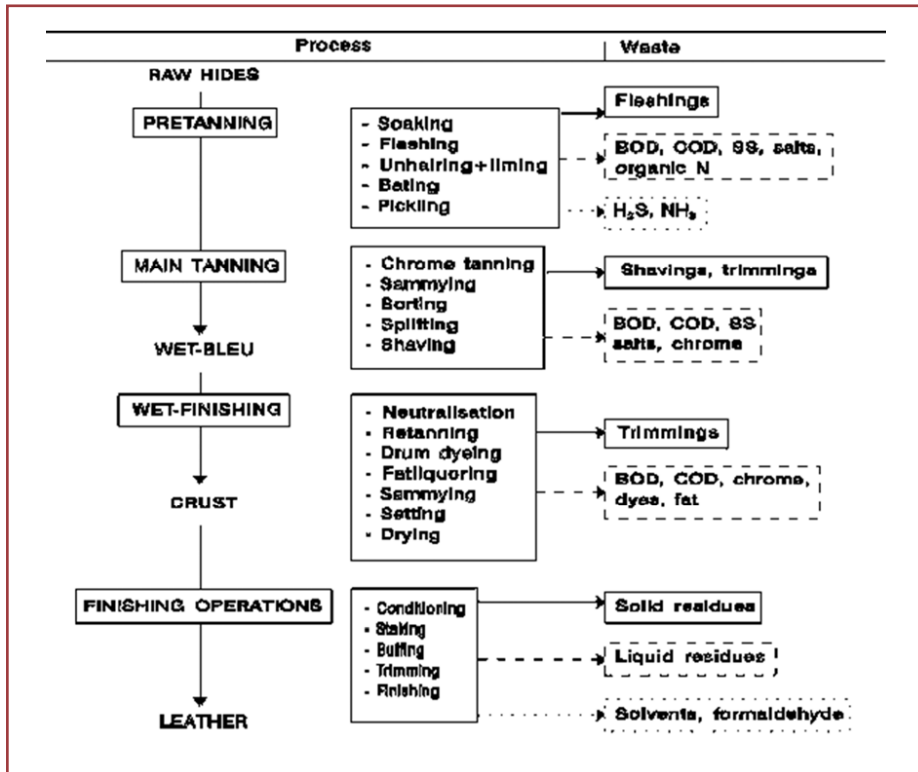 Process Waste
RAW HIDES
PRETANNING
- Soaking
- Fleshing
- Unhairing+liming
- Bating
- Pickling
Fleshings
BOD, COD, SS, salts,
organic N
H₂S, NH₃
MAIN TANNING
- Chrome tanning
- Sammying
- Sorting
- Splitting
- Shaving
Shavings, trimmings
BOD, COD, SS
salts, chrome
WET-BLEU
WET-FINISHING
- Neutralisation
- Retanning
- Drum dyeing
- Fatliquoring
- Sammying
- Setting
- Drying
Trimmings
BOD, COD, chrome,
dyes, fat
CRUST
FINISHING OPERATIONS
- Conditioning
- Staking
- Buffing
- Trimming
- Finishing
Solid residues
Liquid residues
Solvents, formaldehyde
LEATHER